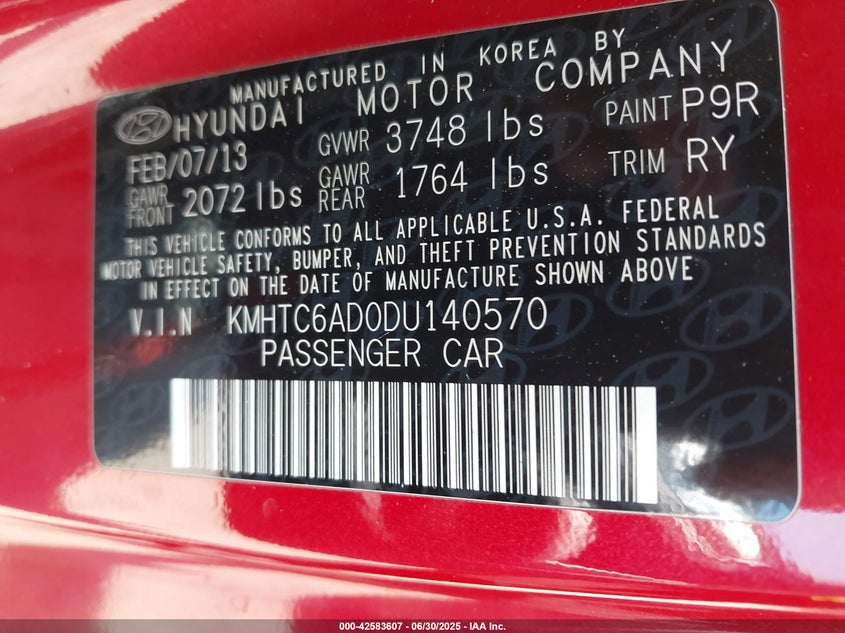 MANUFACTURED IN KOREA BY
HYUNDAI MOTOR COMPANY
FEB/07/13 GVWR 3748 lbs PAINT P9R
GAWR FRONT 2072 lbs GAWR REAR 1764 lbs TRIM RY
THIS VEHICLE CONFORMS TO ALL APPLICABLE U.S.A. FEDERAL
MOTOR VEHICLE SAFETY, BUMPER, AND THEFT PREVENTION STANDARDS
IN EFFECT ON THE DATE OF MANUFACTURE SHOWN ABOVE
V.I.N KMHTC6AD0DU140570
PASSENGER CAR
000-42583607 - 06/30/2025 - IAA Inc.